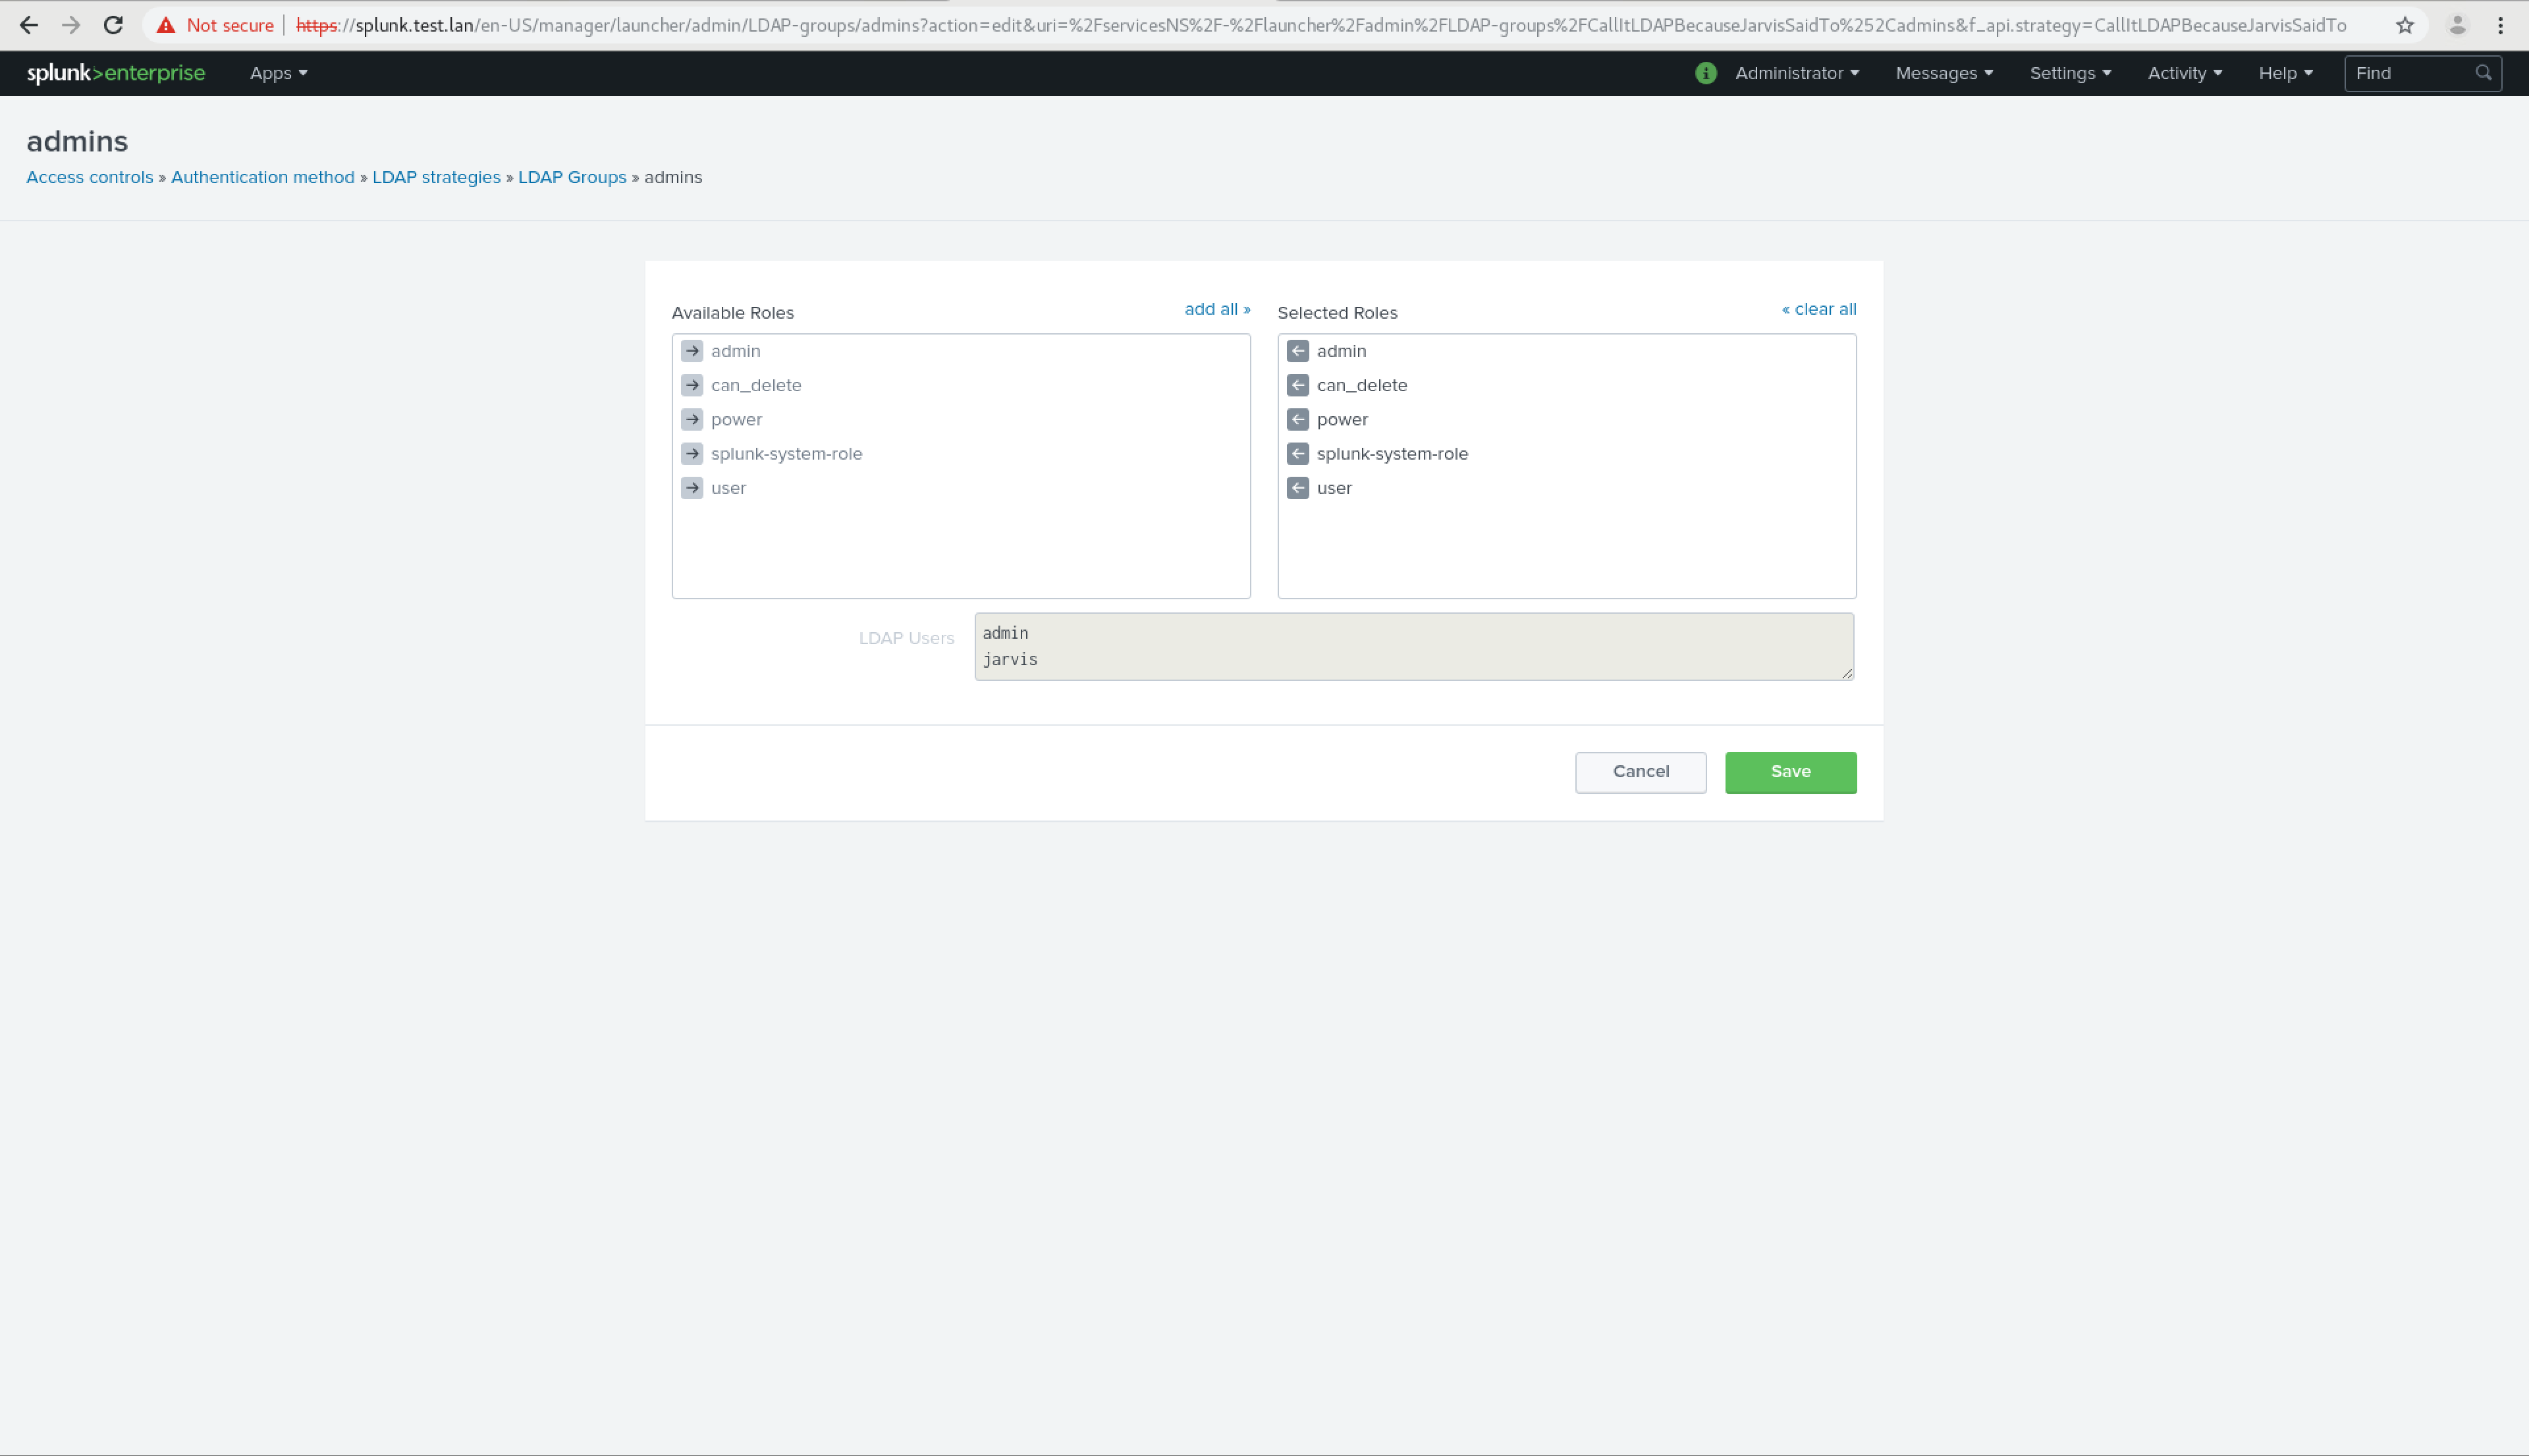 Not secure https://splunk.test.lan/en-US/manager/launcher/admin/LDAP-groups/admins?action=edit&uri=%2FservicesNS%2F-%2Flauncher%2Fadmin%2FLDAP-groups%2FCallItLDAPBecauseJarvisSaidTo%252Cadmins&f_api.strategy=CallItLDAPBecauseJarvisSaidTo
splunk>enterprise Apps Administrator Messages Settings Activity Help Find
admins
Access controls » Authentication method » LDAP strategies » LDAP Groups » admins
Available Roles add all » Selected Roles « clear all
admin admin
can_delete can_delete
power power
splunk-system-role splunk-system-role
user user
LDAP Users admin
jarvis
Cancel Save